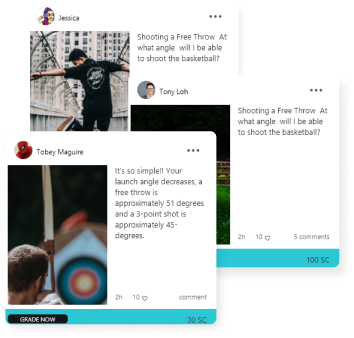 Jessica
Shooting a Free Throw At
what angle will I be able
to shoot the basketball?
Tony Loh
Shooting a Free Throw At
what angle will I be able
to shoot the basketball?
2h 10 5 comments
100 SC
Tobey Maguire
It's so simple!! Your
launch angle decreases, a
free throw is
approximately 51 degrees
and a 3-point shot is
approximately 45-
degrees.
2h 10 comment
GRADE NOW 30 SC